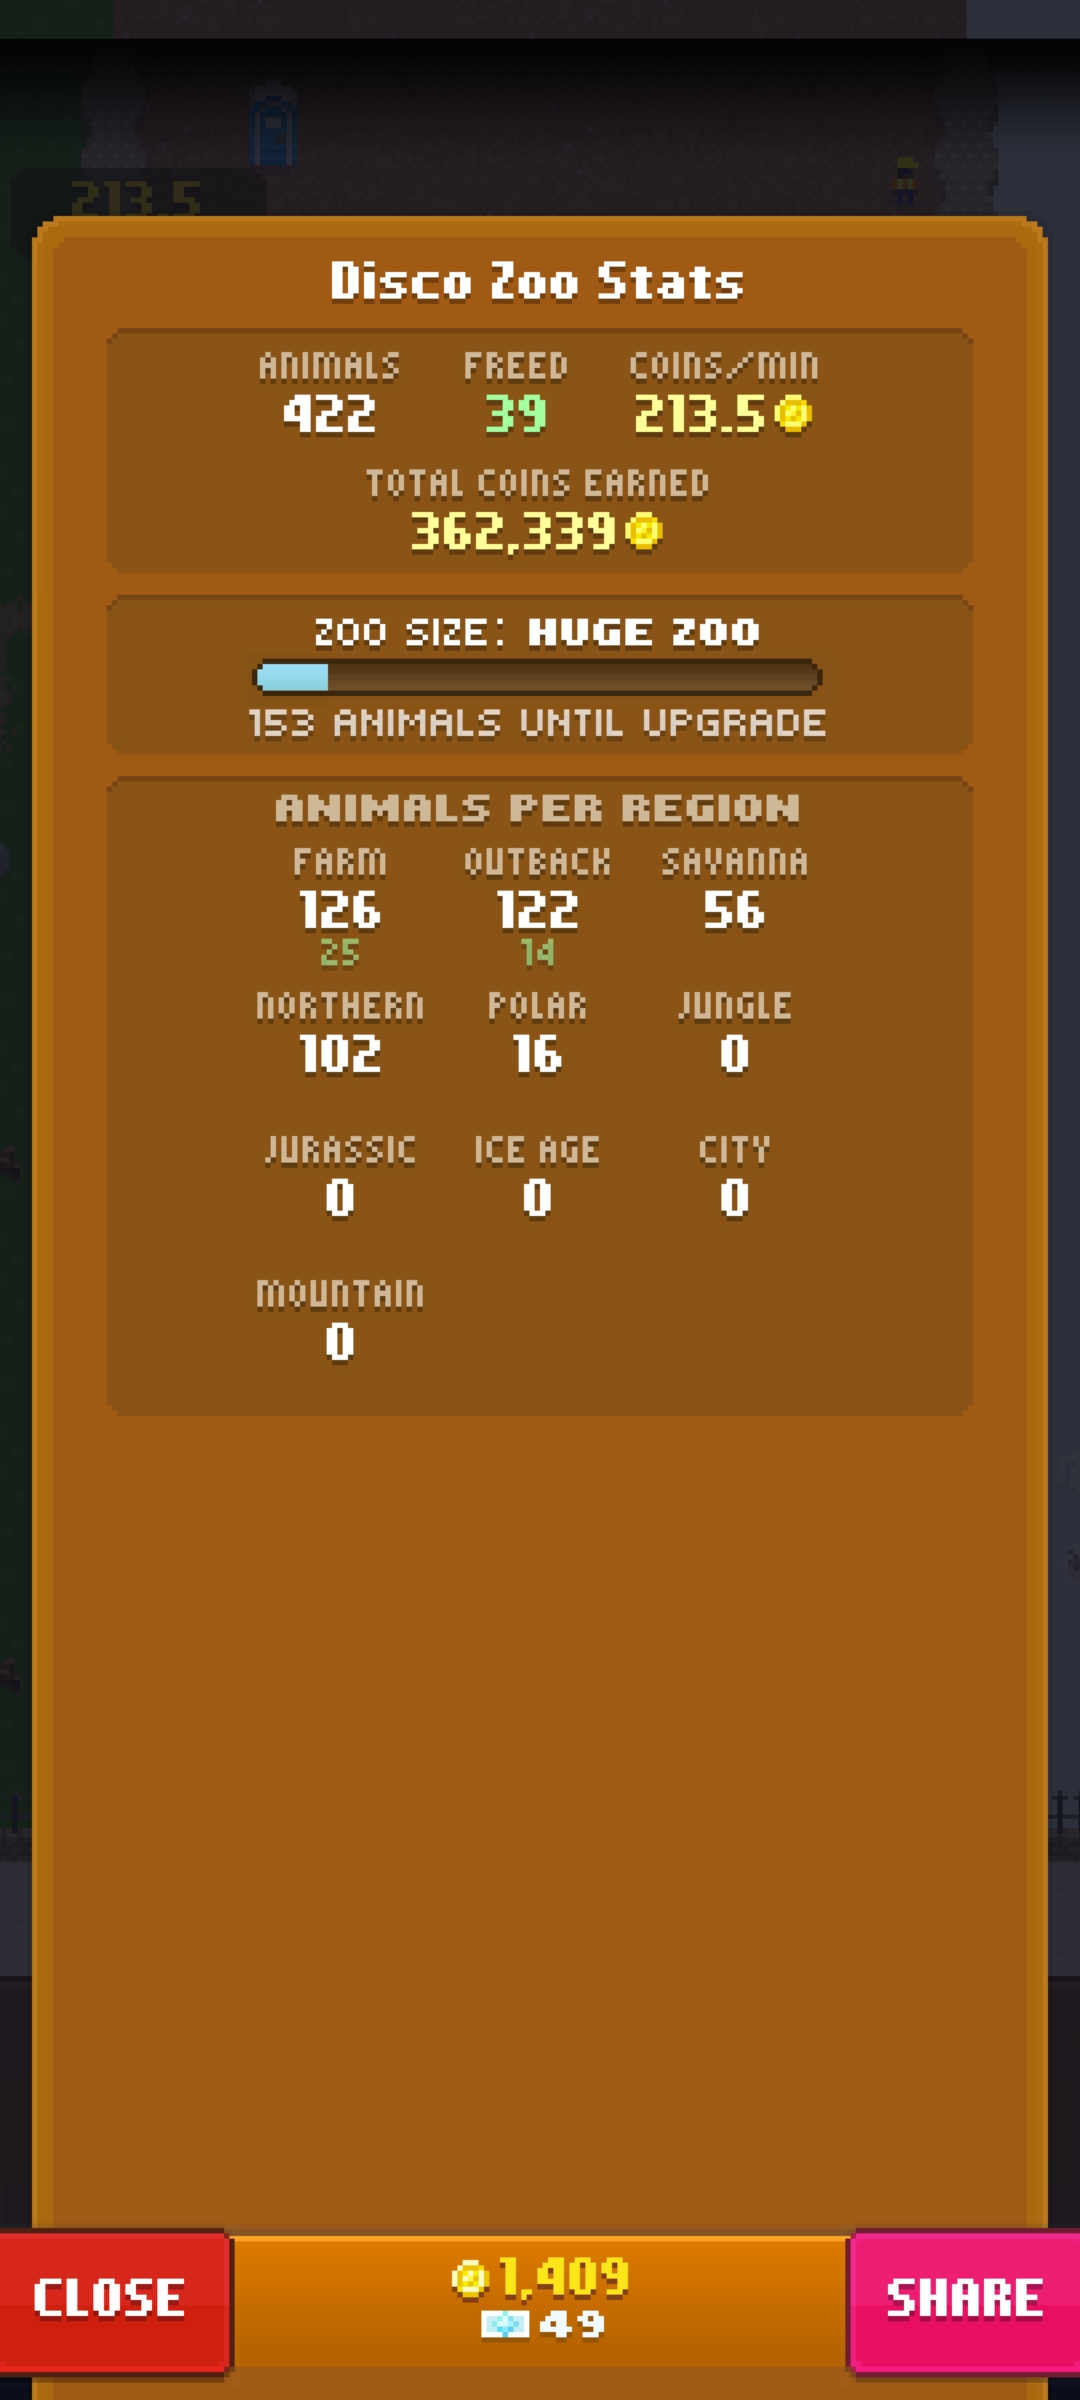 213.5
Disco Zoo Stats
ANIMALS FREED COINS/MIN
422 39 213.5
TOTAL COINS EARNED
362,339
ZOO SIZE: HUGE ZOO
153 ANIMALS UNTIL UPGRADE
ANIMALS PER REGION
FARM OUTBACK SAVANNA
126 122 56
25 14
NORTHERN POLAR JUNGLE
102 16 0
JURASSIC ICE AGE CITY
0 0 0
MOUNTAIN
0
CLOSE 1,409 SHARE
49